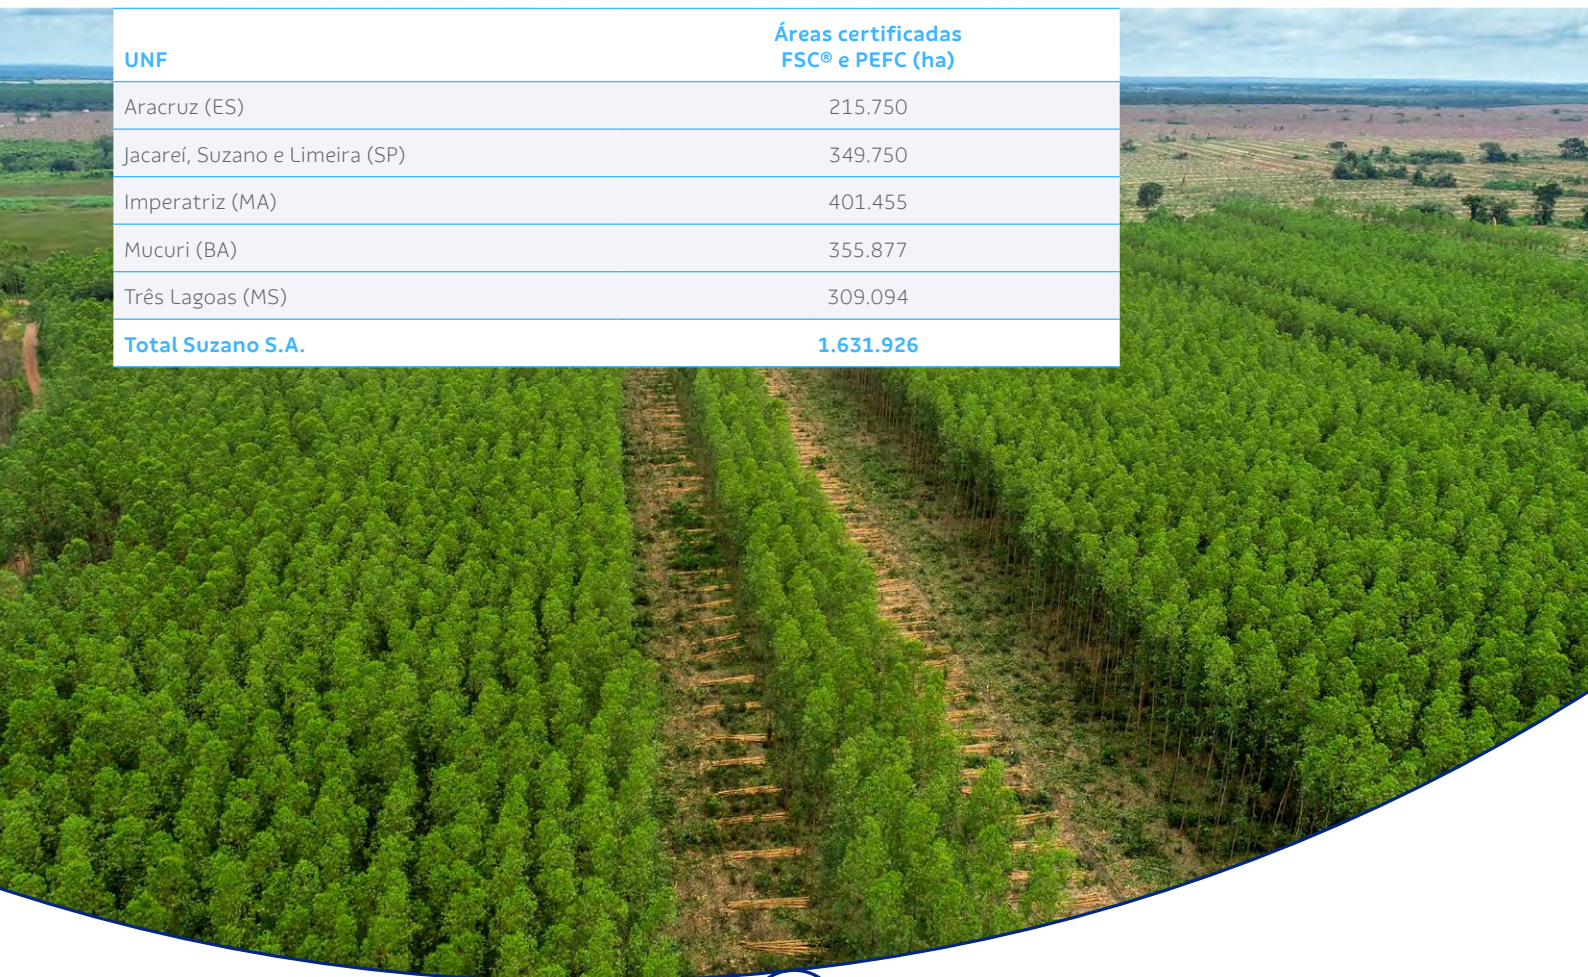 UNF
Áreas certificadas
FSC® e PEFC (ha)
Aracruz (ES) 215.750
Jacareí, Suzano e Limeira (SP) 349.750
Imperatriz (MA) 401.455
Mucuri (BA) 355.877
Três Lagoas (MS) 309.094
Total Suzano S.A. 1.631.926